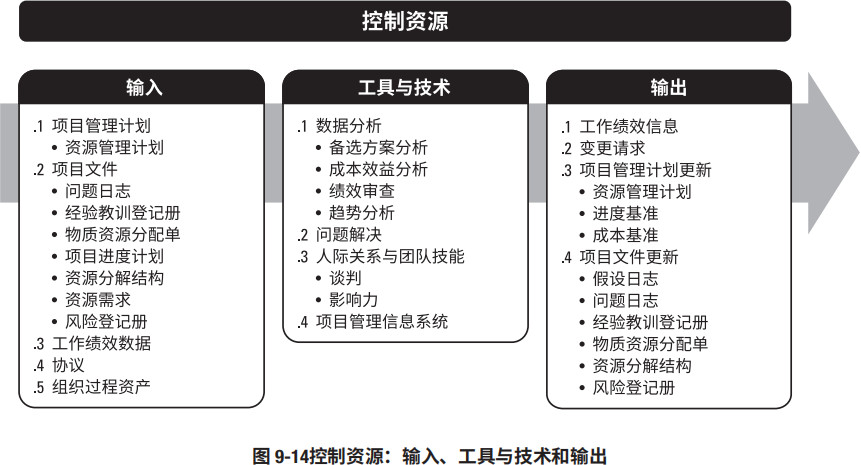 控制资源
输入
.1 项目管理计划
• 资源管理计划
.2 项目文件
• 问题日志
• 经验教训登记册
• 物质资源分配单
• 项目进度计划
• 资源分解结构
• 资源需求
• 风险登记册
.3 工作绩效数据
.4 协议
.5 组织过程资产
工具与技术
.1 数据分析
• 备选方案分析
• 成本效益分析
• 绩效审查
• 趋势分析
.2 问题解决
.3 人际关系与团队技能
• 谈判
• 影响力
.4 项目管理信息系统
输出
.1 工作绩效信息
.2 变更请求
.3 项目管理计划更新
• 资源管理计划
• 进度基准
• 成本基准
.4 项目文件更新
• 假设日志
• 问题日志
• 经验教训登记册
• 物质资源分配单
• 资源分解结构
• 风险登记册
图 9-14控制资源：输入、工具与技术和输出